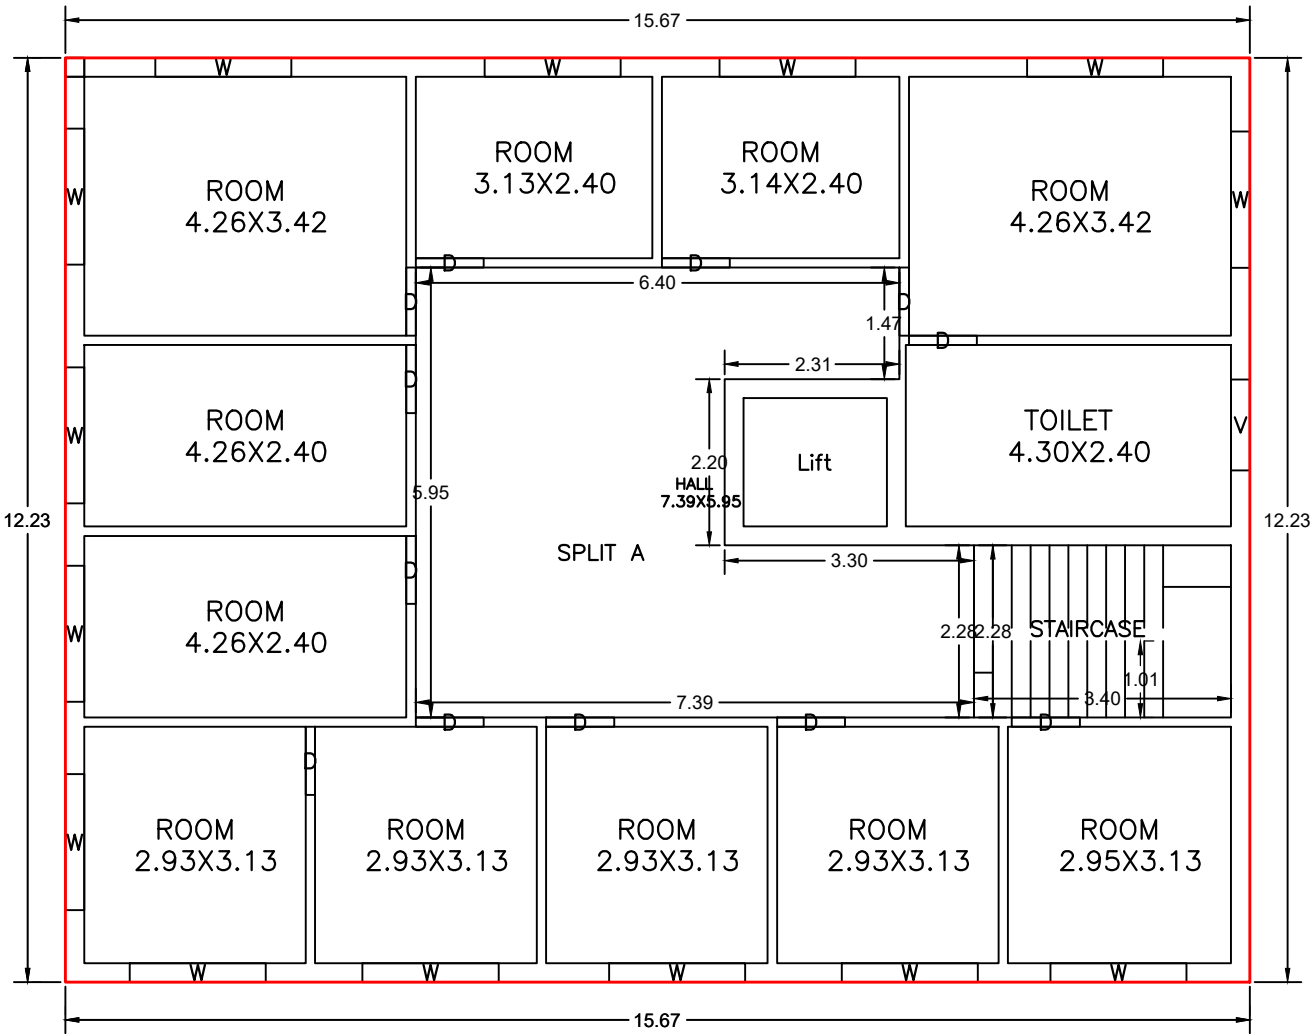 15.67
W
W
W
W
ROOM
3.13X2.40
ROOM
3.14X2.40
ROOM
4.26X3.42
ROOM
4.26X3.42
W
W
D
D
6.40
D
D
1.47
D
2.31
D
ROOM
4.26X2.40
W
TOILET
4.30X2.40
V
Lift
2.20
HALL
7.39X5.95
5.95
12.23
12.23
SPLIT A
3.30
D
ROOM
4.26X2.40
W
2.28
2.28
STAIRCASE
1.01
3.40
7.39
D
D
D
D
D
ROOM
2.93X3.13
ROOM
2.93X3.13
ROOM
2.93X3.13
ROOM
2.93X3.13
ROOM
2.95X3.13
W
W
W
W
W
W
15.67